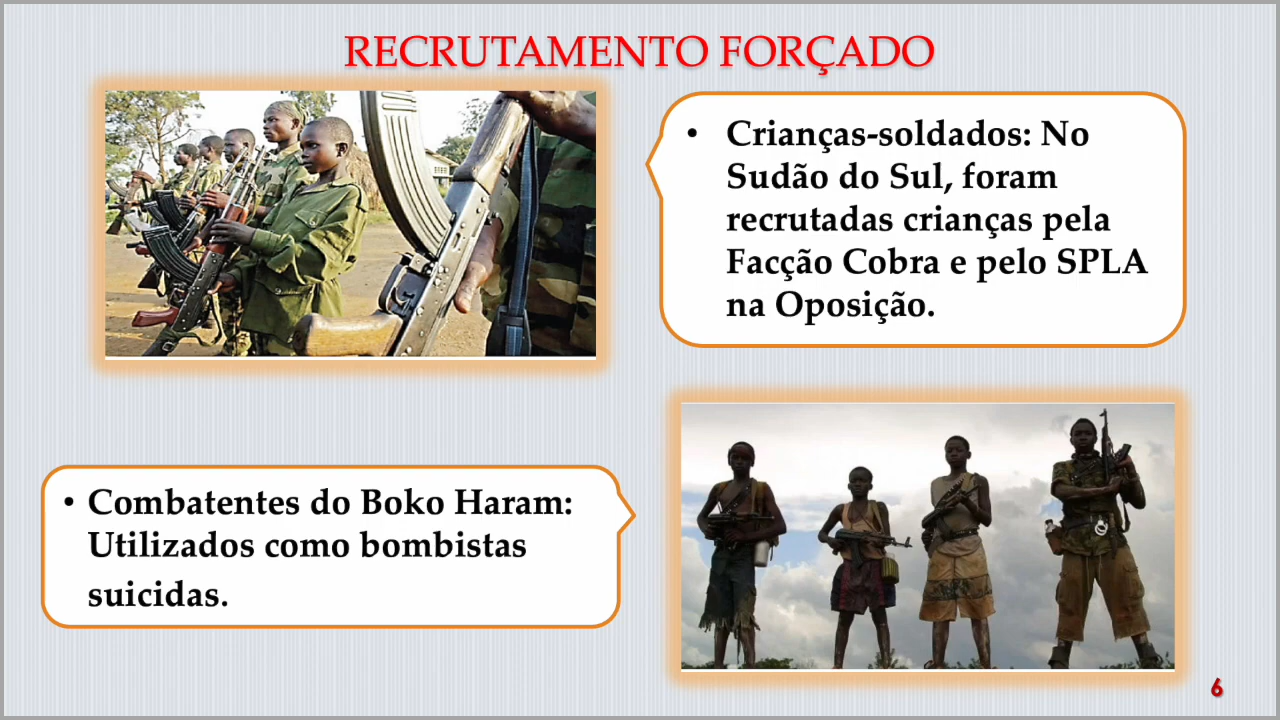 RECRUTAMENTO FORÇADO
• Crianças-soldados: No
Sudão do Sul, foram
recrutadas crianças pela
Facção Cobra e pelo SPLA
na Oposição.
• Combatentes do Boko Haram:
Utilizados como bombistas
suicidas.
6